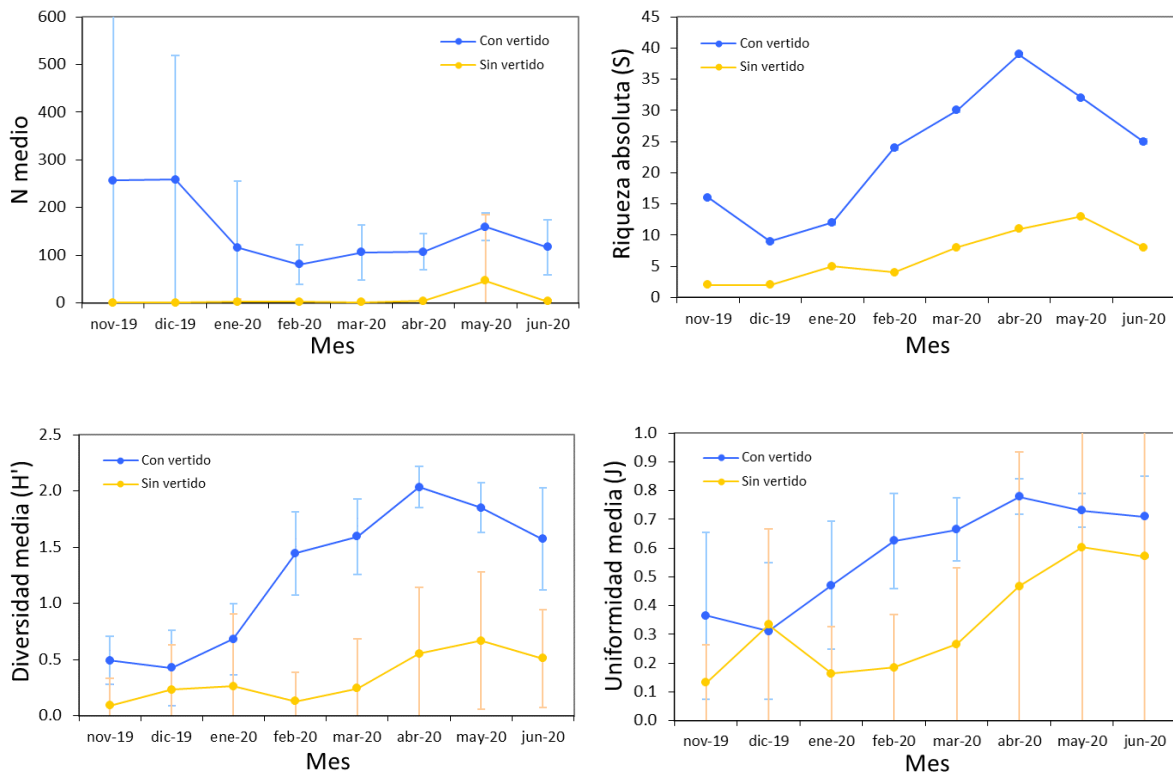 N medio
600
500
400
300
200
100
0
Con vertido
Sin vertido
nov-19 dic-19 ene-20 feb-20 mar-20 abr-20 may-20 jun-20
Mes
Riqueza absoluta (S)
45
40
35
30
25
20
15
10
5
0
Con vertido
Sin vertido
nov-19 dic-19 ene-20 feb-20 mar-20 abr-20 may-20 jun-20
Mes
Diversidad media (H')
2.5
2.0
1.5
1.0
0.5
0.0
Con vertido
Sin vertido
nov-19 dic-19 ene-20 feb-20 mar-20 abr-20 may-20 jun-20
Mes
Uniformidad media (J)
1.0
0.9
0.8
0.7
0.6
0.5
0.4
0.3
0.2
0.1
0.0
Con vertido
Sin vertido
nov-19 dic-19 ene-20 feb-20 mar-20 abr-20 may-20 jun-20
Mes